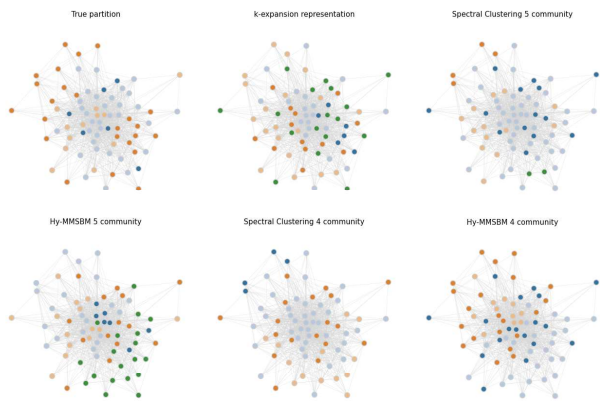 True partition
k-expansion representation
Spectral Clustering 5 community
Hy-MMSBM 5 community
Spectral Clustering 4 community
Hy-MMSBM 4 community